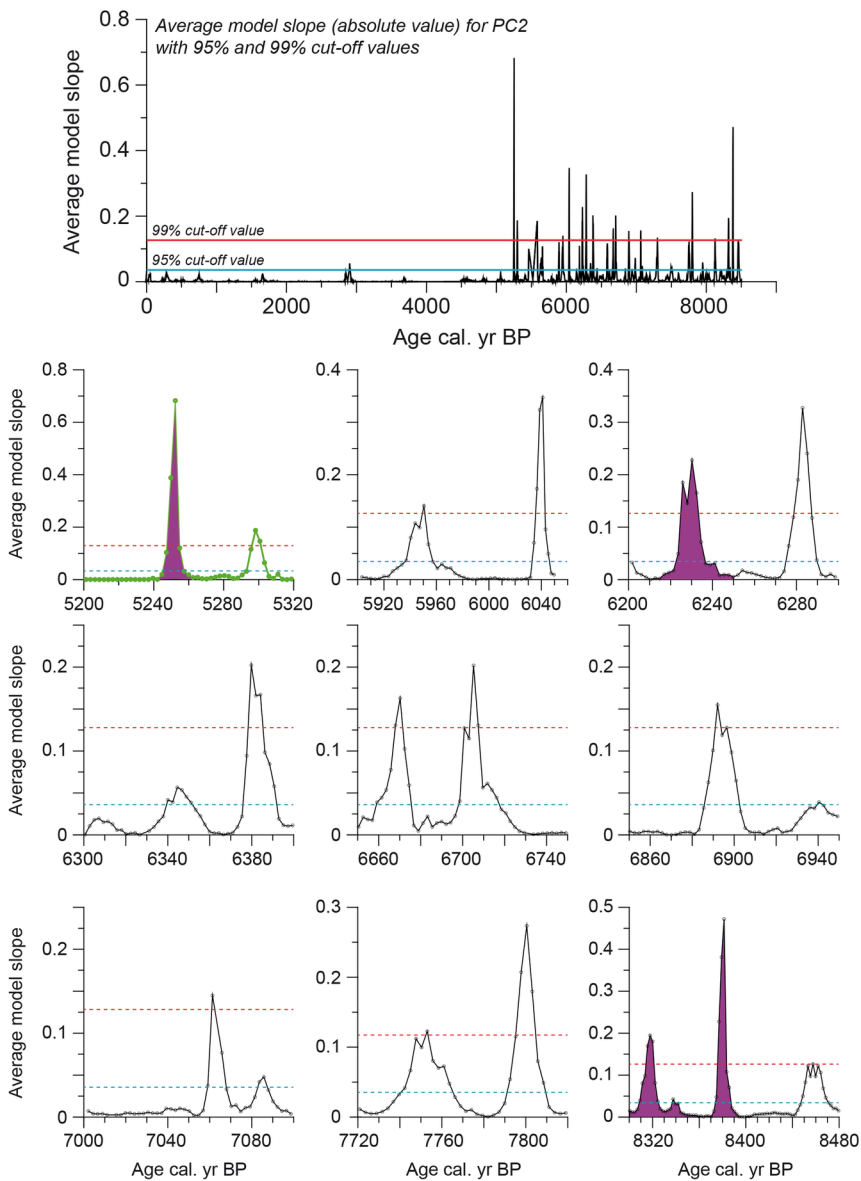 Average model slope (absolute value) for PC2
with 95% and 99% cut-off values
Average model slope
0.8
0.6
0.4
0.2
0
99% cut-off value
95% cut-off value
0 2000 4000 6000 8000
Age cal. yr BP
Average model slope
0.8
0.6
0.4
0.2
0
5200 5240 5280 5320
0.4
0.2
0
5920 5960 6000 6040
0.4
0.3
0.2
0.1
0
6200 6240 6280
Average model slope
0.2
0.1
0
6300 6340 6380
0.2
0.1
0
6660 6700 6740
0.2
0.1
0
6860 6900 6940
Average model slope
0.2
0.1
0
7000 7040 7080
Age cal. yr BP
0.3
0.2
0.1
0
7720 7760 7800
Age cal. yr BP
0.5
0.4
0.3
0.2
0.1
0
8320 8400 8480
Age cal. yr BP